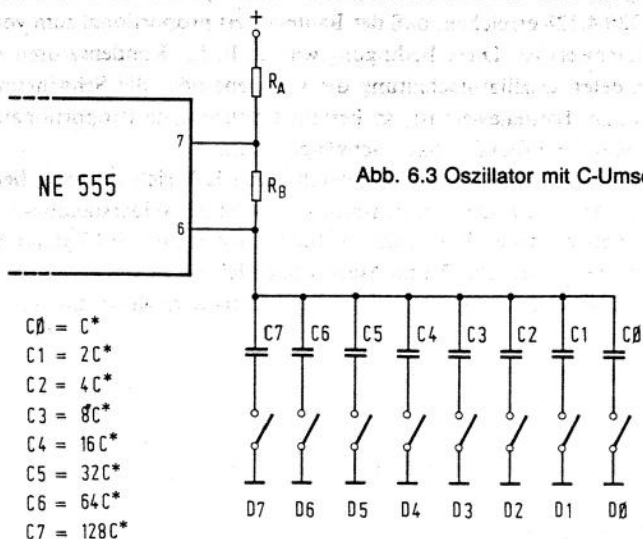 +
R_A
7
NE 555
R_B
Abb. 6.3 Oszillator mit C-Umse
6
C7 C6 C5 C4 C3 C2 C1 CØ
CØ = C*
C1 = 2C*
C2 = 4C*
C3 = 8C*
C4 = 16C*
C5 = 32C*
C6 = 64C*
C7 = 128C*
D7 D6 D5 D4 D3 D2 D1 DØ